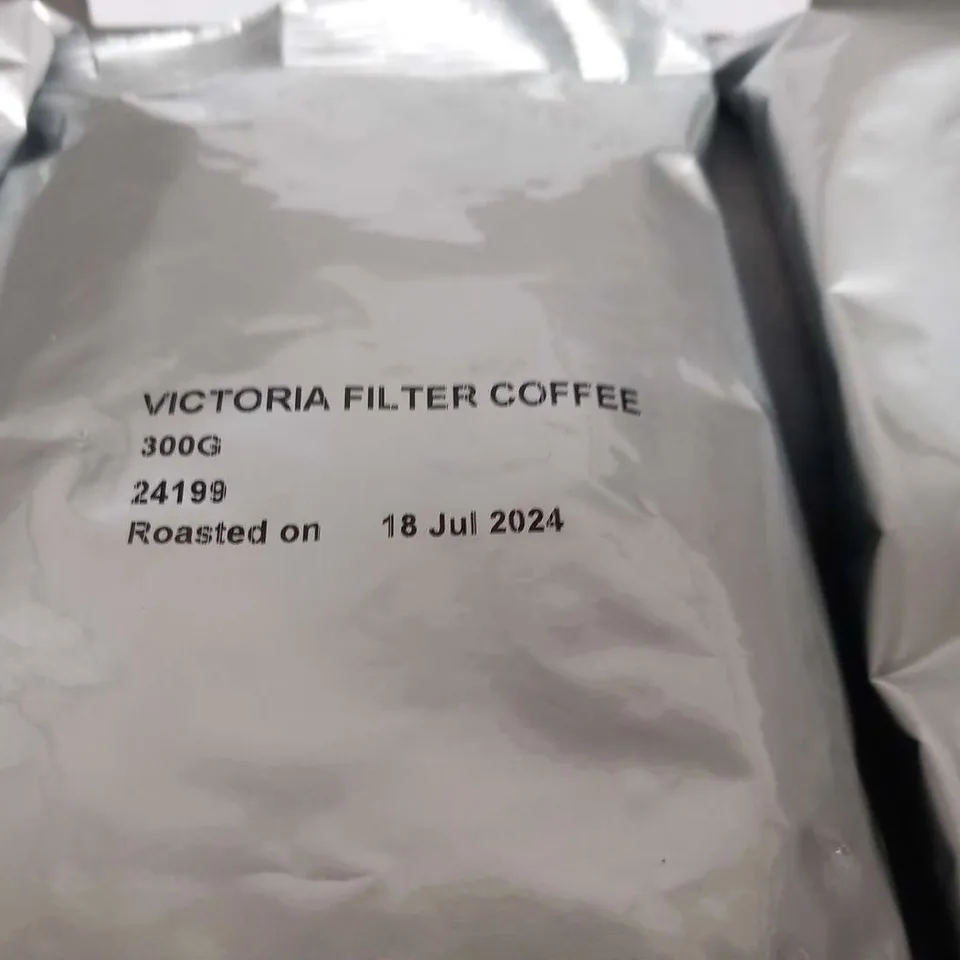 VICTORIA FILTER COFFEE
300G
24199
Roasted on 18 Jul 2024